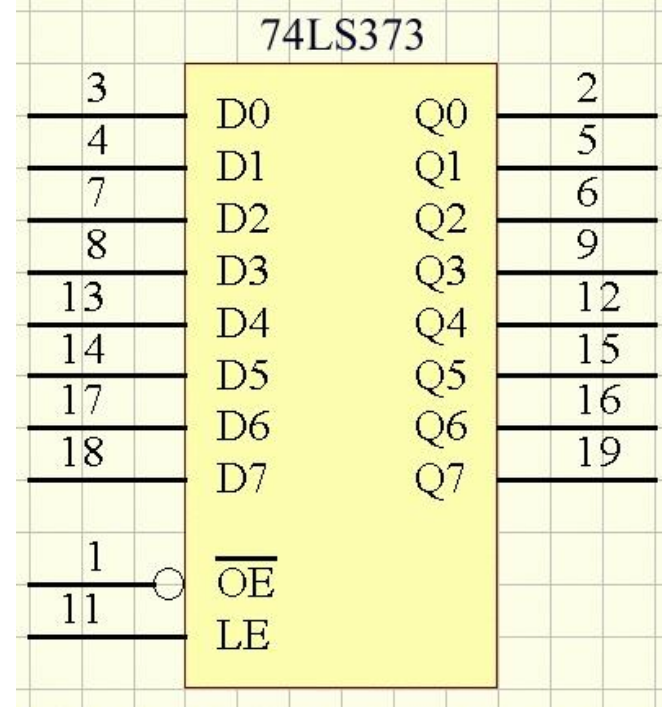 74LS373
3 D0 Q0 2
4 D1 Q1 5
7 D2 Q2 6
8 D3 Q3 9
13 D4 Q4 12
14 D5 Q5 15
17 D6 Q6 16
18 D7 Q7 19
1 O̅E̅
11 LE